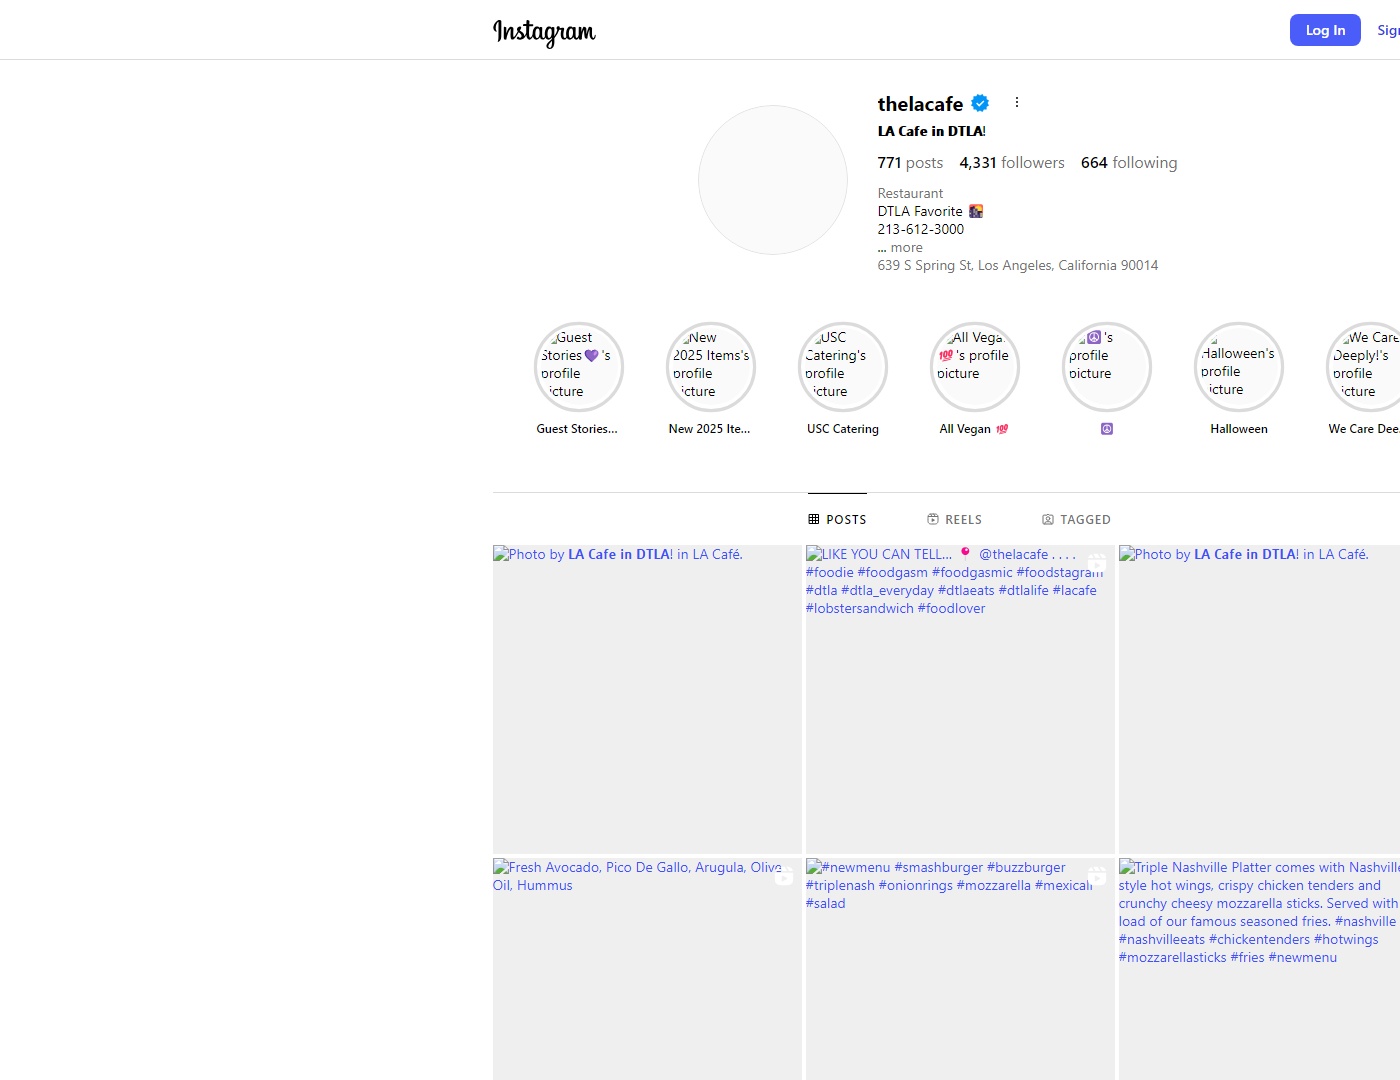 Instagram
Log In
thelacafe
LA Cafe in DTLA!
771 posts 4,331 followers 664 following
Restaurant
DTLA Favorite 🌇
213-612-3000
... more
639 S Spring St, Los Angeles, California 90014
Guest Stories💜's profile picture
New 2025 Items's profile picture
USC Catering's profile picture
All Vegan 💯's profile picture
☮️'s profile picture
Halloween's profile picture
We Care Deeply!'s profile picture
Guest Stories...
New 2025 Ite...
USC Catering
All Vegan 💯
☮️
Halloween
We Care Dee
POSTS
REELS
TAGGED
Photo by LA Cafe in DTLA! in LA Café.
LIKE YOU CAN TELL... 📍 @thelacafe . . . .
#foodie #foodgasm #foodgasmic #foodstagram
#dtla #dtla_everyday #dtlaeats #dtlalife #lacafe
#lobstersandwich #foodlover
Photo by LA Cafe in DTLA! in LA Café.
Fresh Avocado, Pico De Gallo, Arugula, Olive
Oil, Hummus
#newmenu #smashburger #buzzburger
#triplenash #onionrings #mozzarella #mexicali
#salad
Triple Nashville Platter comes with Nashville
style hot wings, crispy chicken tenders and
crunchy cheesy mozzarella sticks. Served with
load of our famous seasoned fries. #nashville
#nashvilleeats #chickentenders #hotwings
#mozzarellasticks #fries #newmenu